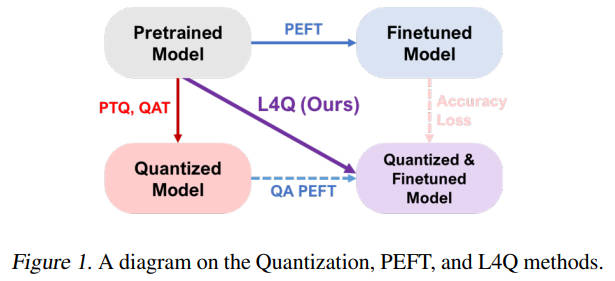 Pretrained
Model
PEFT
Finetuned
Model
PTQ, QAT
L4Q (Ours)
Accuracy
Loss
Quantized
Model
QA PEFT
Quantized &
Finetuned
Model
Figure 1. A diagram on the Quantization, PEFT, and L4Q methods.